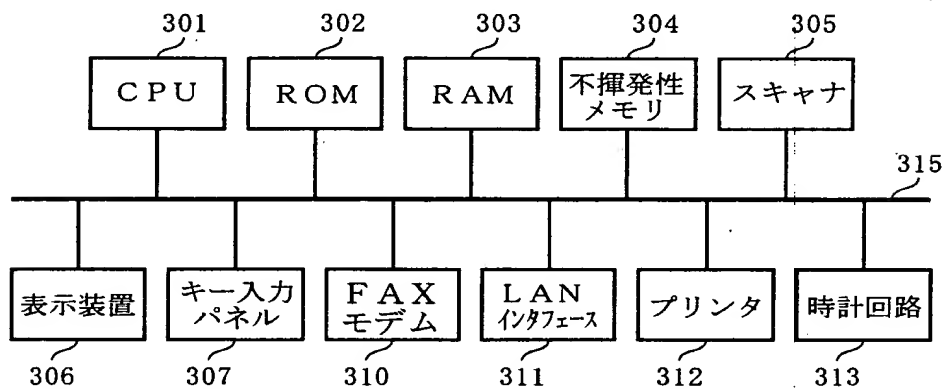 301
302
303
304
305
CPU
ROM
RAM
不揮発性
メモリ
スキャナ
315
表示装置
キー入力
パネル
FAX
モデム
LAN
インタフェース
プリンタ
時計回路
306
307
310
311
312
313